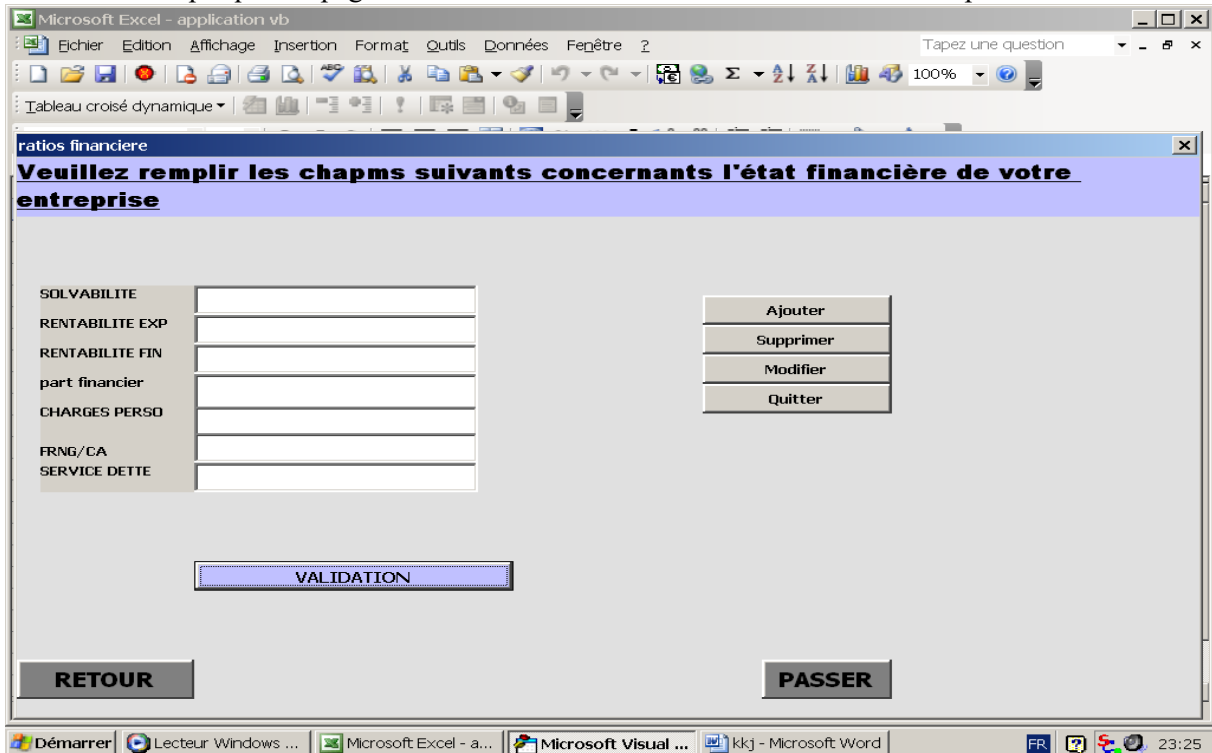 Microsoft Excel - application vb
Fichier Edition Affichage Insertion Format Outils Données Fenêtre ? Tapez une question
100%
Tableau croisé dynamique
ratios financiere
Veuillez remplir les chapms suivants concernants l'état financière de votre
entreprise
SOLVABILITE
RENTABILITE EXP
RENTABILITE FIN
part financier
CHARGES PERSO
FRNG/CA
SERVICE DETTE
Ajouter
Supprimer
Modifier
Quitter
VALIDATION
RETOUR PASSER
Démarrer Lecteur Windows ... Microsoft Excel - a... Microsoft Visual ... kkj - Microsoft Word FR 23:25